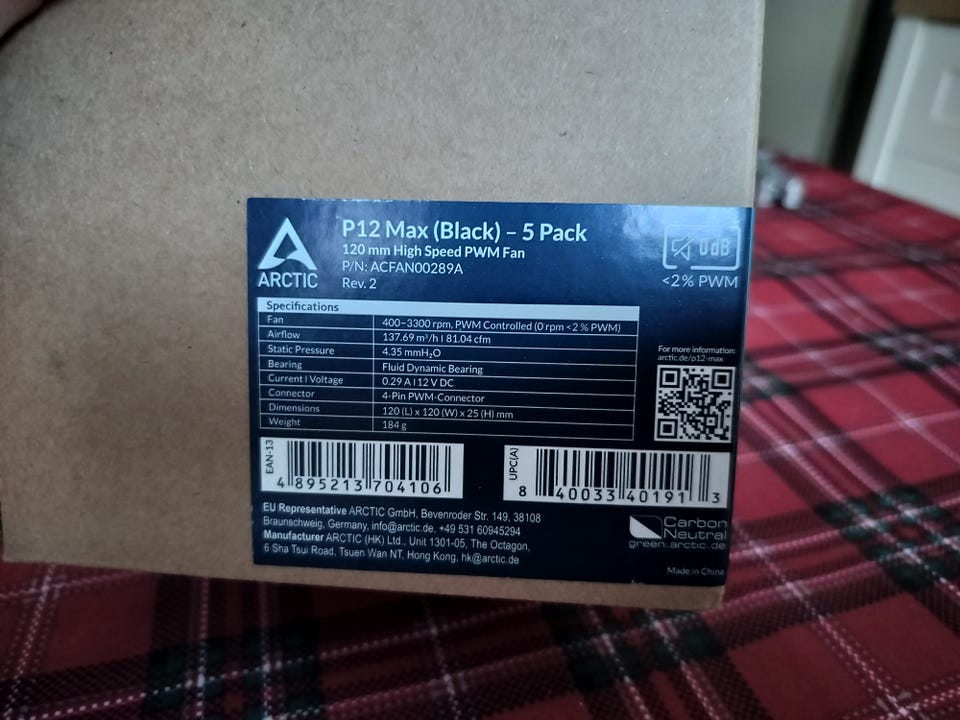 ARCTIC
P12 Max (Black) – 5 Pack
120 mm High Speed PWM Fan
P/N: ACFAN00289A
Rev. 2
0dB
<2% PWM
Specifications
Fan 400–3300 rpm, PWM Controlled (0 rpm <2 % PWM)
Airflow 137.69 m³/h | 81.04 cfm
Static Pressure 4.35 mmH₂O
Bearing Fluid Dynamic Bearing
Current | Voltage 0.29 A | 12 V DC
Connector 4-Pin PWM-Connector
Dimensions 120 (L) x 120 (W) x 25 (H) mm
Weight 184 g
For more information:
arctic.de/p12-max
EAN-13
4 895213 704106
UPC(A)
8 40033 40191 3
EU Representative ARCTIC GmbH, Bevenroder Str. 149, 38108
Braunschweig, Germany, info@arctic.de, +49 531 60945294
Manufacturer ARCTIC (HK) Ltd., Unit 1301-05, The Octagon,
6 Sha Tsui Road, Tsuen Wan NT, Hong Kong, hk@arctic.de
Carbon
Neutral
green.arctic.de
Made in China